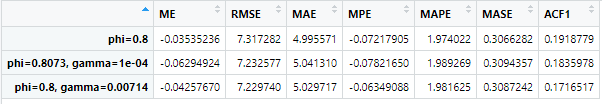 ME RMSE MAE MPE MAPE MASE ACF1
phi=0.8 -0.03535236 7.317282 4.995571 -0.07217905 1.974022 0.3066282 0.1918779
phi=0.8073, gamma=1e-04 -0.06294924 7.232577 5.041310 -0.07821650 1.989269 0.3094357 0.1835978
phi=0.8, gamma=0.00714 -0.04257670 7.229740 5.029717 -0.06349088 1.981625 0.3087242 0.1716517